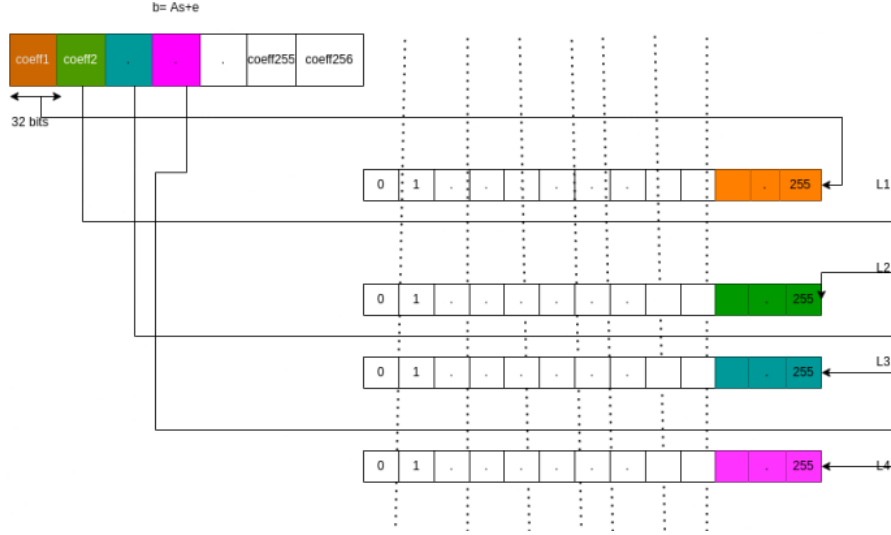 b= As+e
coeff1 coeff2 . . . coeff255 coeff256
32 bits
0 1 . . . . . . . 255 L1
L2
0 1 . . . . . . . 255
L3
0 1 . . . . . . . 255
0 1 . . . . . . . 255 L4